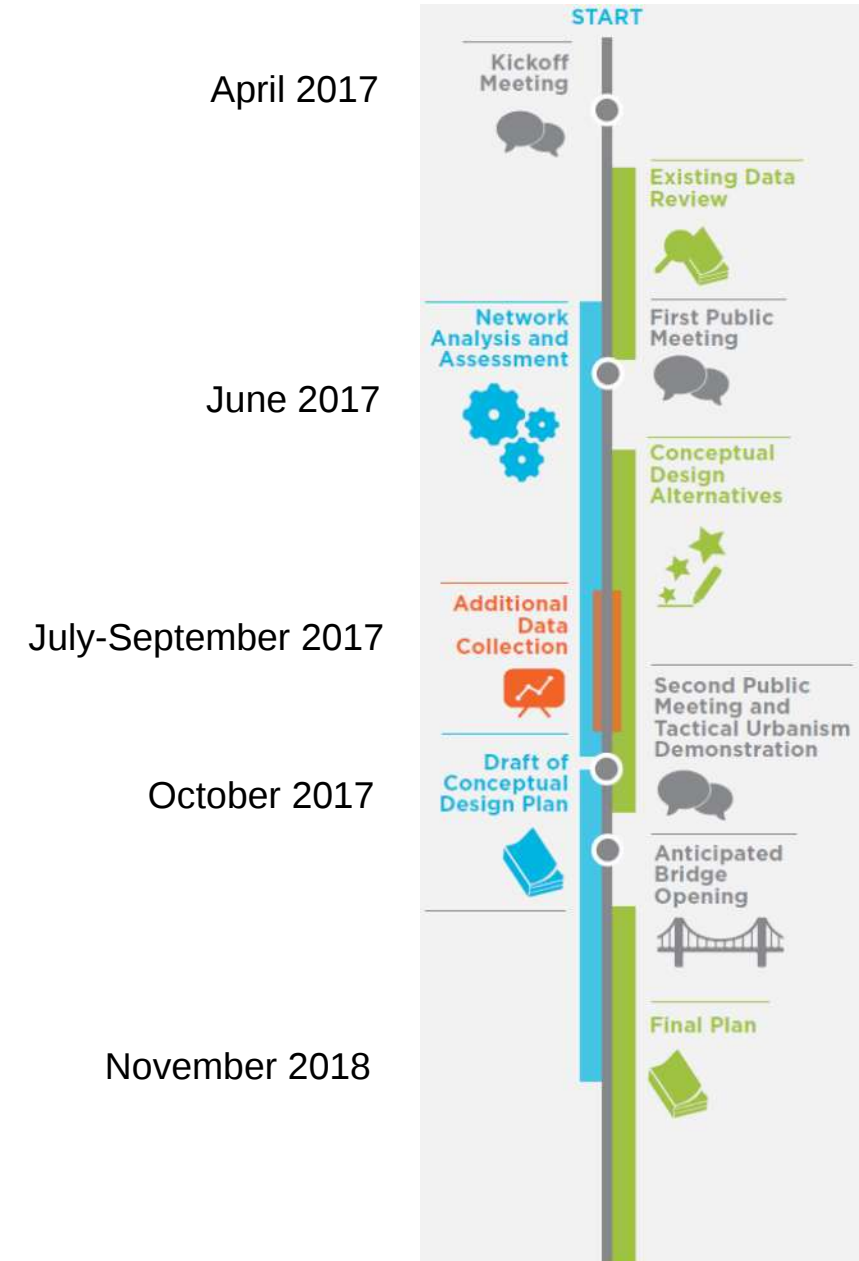 START
April 2017
Kickoff
Meeting
Existing Data
Review
Network
Analysis and
Assessment
First Public
Meeting
June 2017
Conceptual
Design
Alternatives
July-September 2017
Additional
Data
Collection
Second Public
Meeting and
Tactical Urbanism
Demonstration
October 2017
Draft of
Conceptual
Design Plan
Anticipated
Bridge
Opening
Final Plan
November 2018